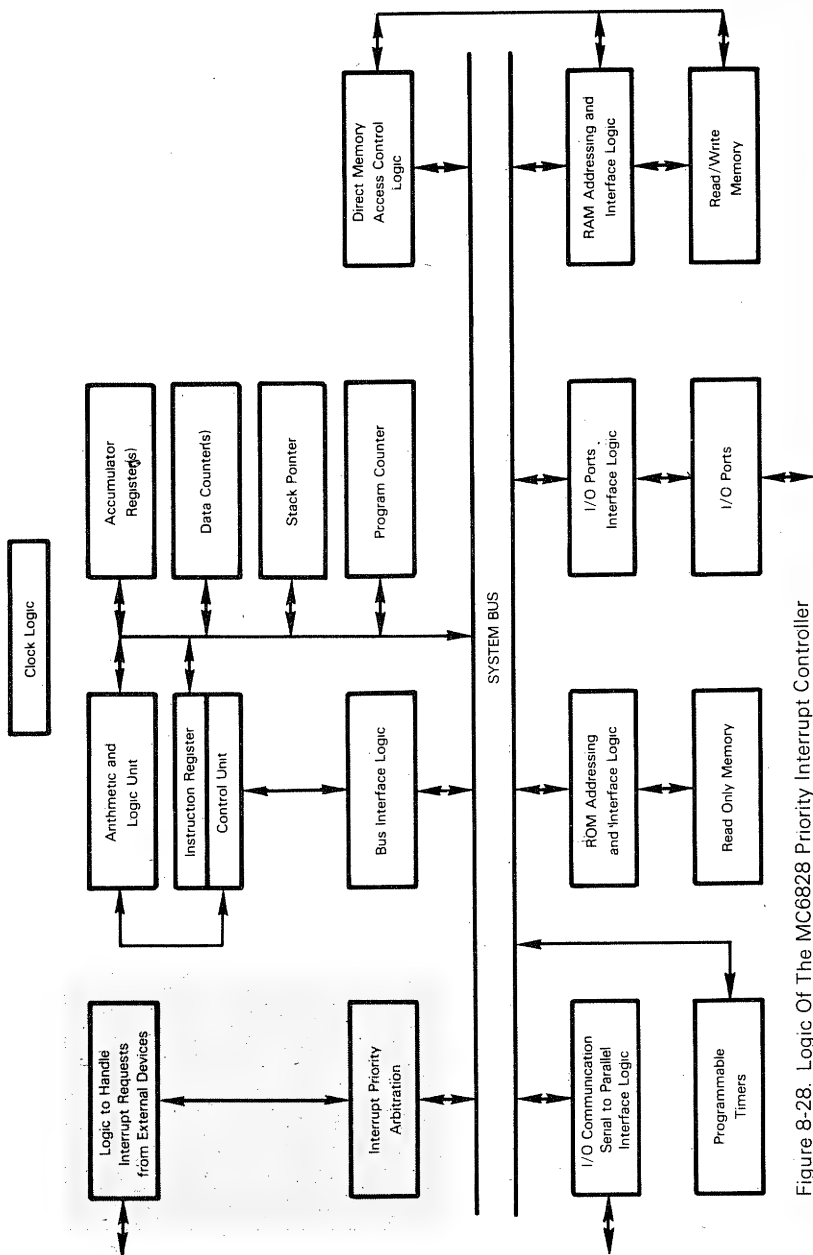 Clock Logic
Logic to Handle
Interrupt Requests
from External Devices
Interrupt Priority
Arbitration
Arithmetic and
Logic Unit
Instruction Register
Control Unit
Bus Interface Logic
Accumulator
Register(s)
Data Counter(s)
Stack Pointer
Program Counter
Direct Memory
Access Control
Logic
SYSTEM BUS
I/O Communication
Serial to Parallel
Interface Logic
Programmable
Timers
ROM Addressing
and Interface Logic
Read Only Memory
I/O Ports
Interface Logic
I/O Ports
RAM Addressing and
Interface Logic
Read/Write
Memory
Figure 8-28. Logic Of The MC6828 Priority Interrupt Controller